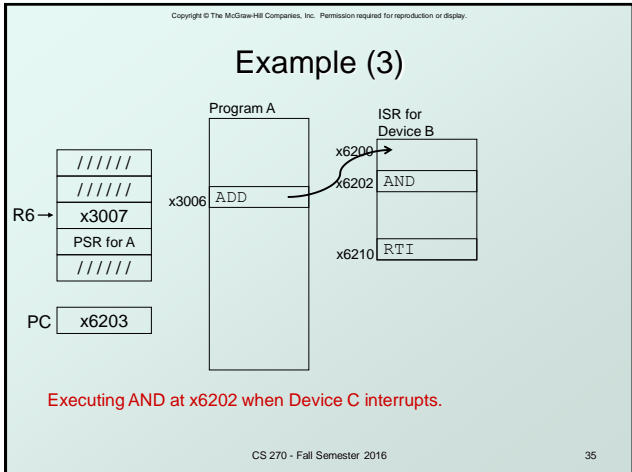 Copyright © The McGraw-Hill Companies, Inc. Permission required for reproduction or display.
Example (3)
Program A
ISR for
Device B
x6200
//////
//////
x6202 AND
x3006 ADD
R6 x3007
PSR for A
//////
x6210 RTI
PC x6203
Executing AND at x6202 when Device C interrupts.
CS 270 - Fall Semester 2016 35